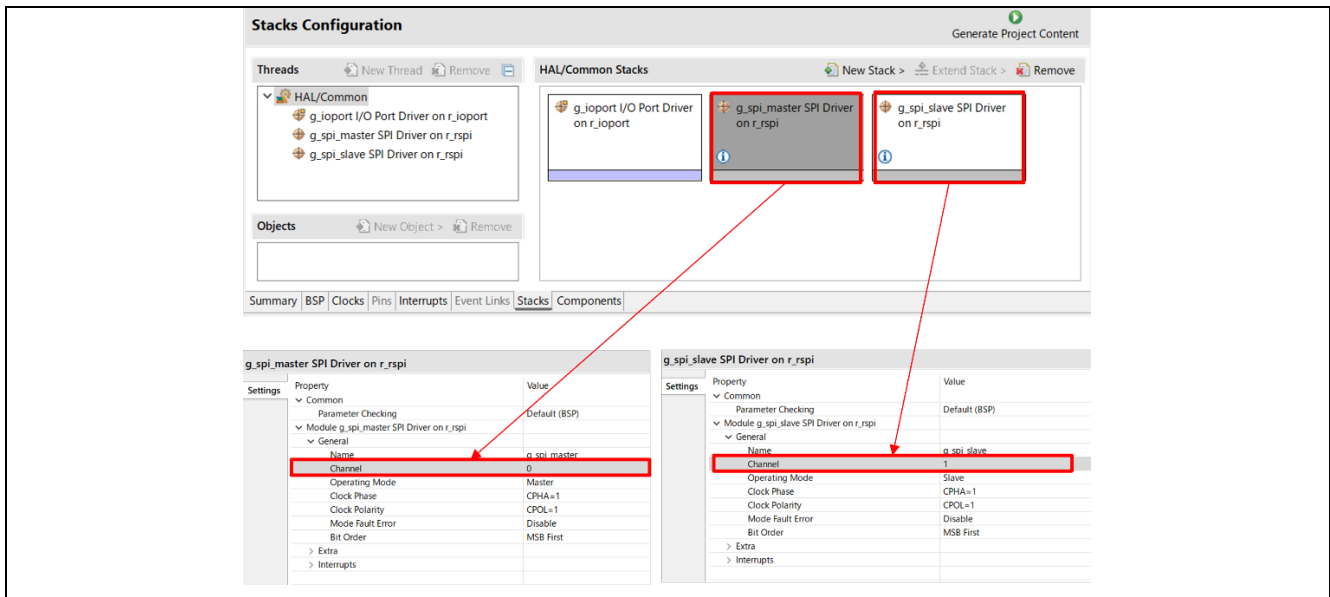 Stacks Configuration
Generate Project Content
Threads New Thread Remove
HAL/Common
g_ioport I/O Port Driver on r_ioport
g_spi_master SPI Driver on r_rspi
g_spi_slave SPI Driver on r_rspi
Objects New Object > Remove
HAL/Common Stacks New Stack > Extend Stack > Remove
g_ioport I/O Port Driver
on r_ioport
g_spi_master SPI Driver
on r_rspi
g_spi_slave SPI Driver
on r_rspi
Summary BSP Clocks Pins Interrupts Event Links Stacks Components
g_spi_master SPI Driver on r_rspi
Settings
Property Value
Common
Parameter Checking Default (BSP)
Module g_spi_master SPI Driver on r_rspi
General
Name g_spi_master
Channel 0
Operating Mode Master
Clock Phase CPHA=1
Clock Polarity CPOL=1
Mode Fault Error Disable
Bit Order MSB First
> Extra
> Interrupts
g_spi_slave SPI Driver on r_rspi
Settings
Property Value
Common
Parameter Checking Default (BSP)
Module g_spi_slave SPI Driver on r_rspi
General
Name g_spi_slave
Channel 1
Operating Mode Slave
Clock Phase CPHA=1
Clock Polarity CPOL=1
Mode Fault Error Disable
Bit Order MSB First
> Extra
> Interrupts